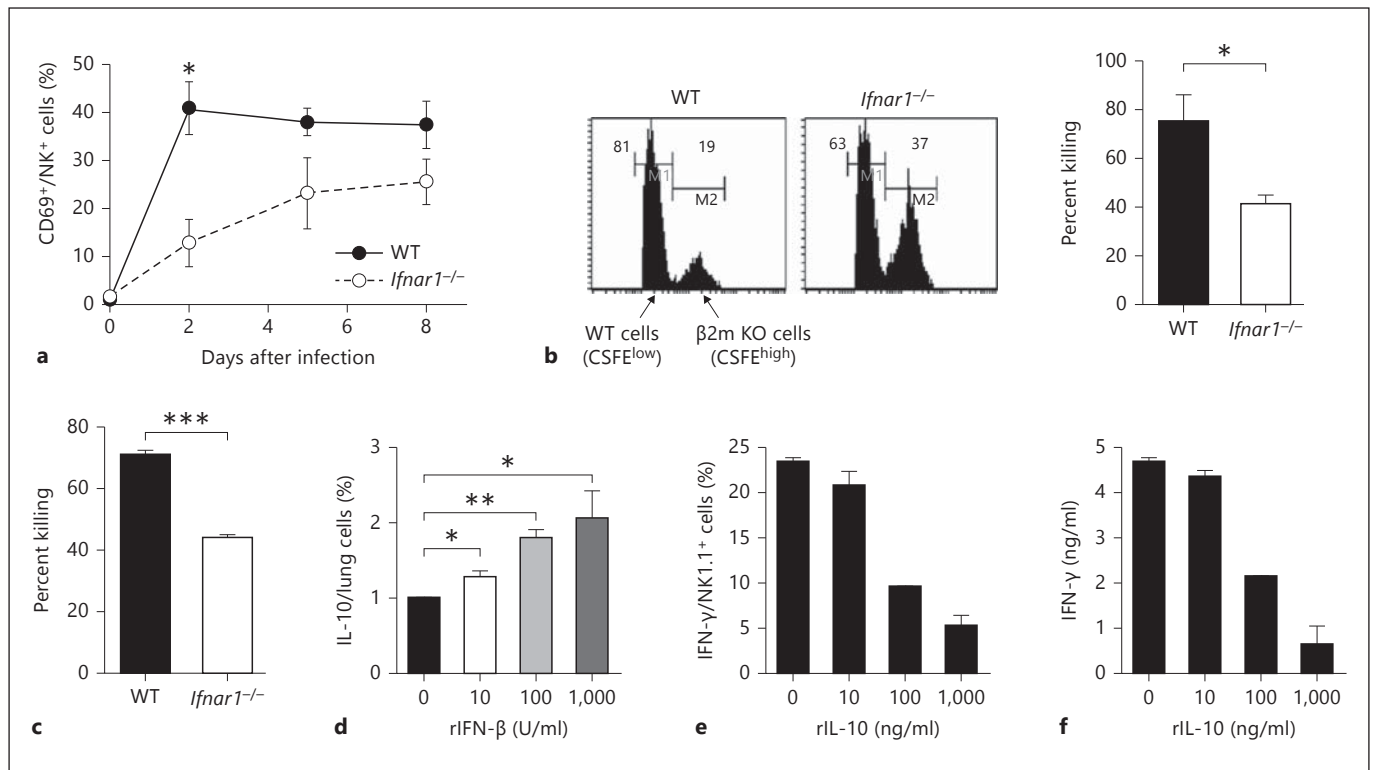 50
40
30
20
10
0
CD69⁺/NK⁺ cells (%)
*
WT
Ifnar1⁻/⁻
0 2 4 6 8
Days after infection
a
WT
81 19
M1
M2
Ifnar1⁻/⁻
63 37
M1
M2
WT cells
(CSFEˡᵒʷ)
β2m KO cells
(CSFEʰⁱᵍʰ)
b
100
80
60
40
20
0
Percent killing
*
WT Ifnar1⁻/⁻
80
60
40
20
0
Percent killing
***
WT Ifnar1⁻/⁻
c
3
2
1
0
IL-10/lung cells (%)
*
**
*
0 10 100 1,000
rIFN-β (U/ml)
d
25
20
15
10
5
0
IFN-γ/NK1.1⁺ cells (%)
0 10 100 1,000
rIL-10 (ng/ml)
e
5
4
3
2
1
0
IFN-γ (ng/ml)
0 10 100 1,000
rIL-10 (ng/ml)
f